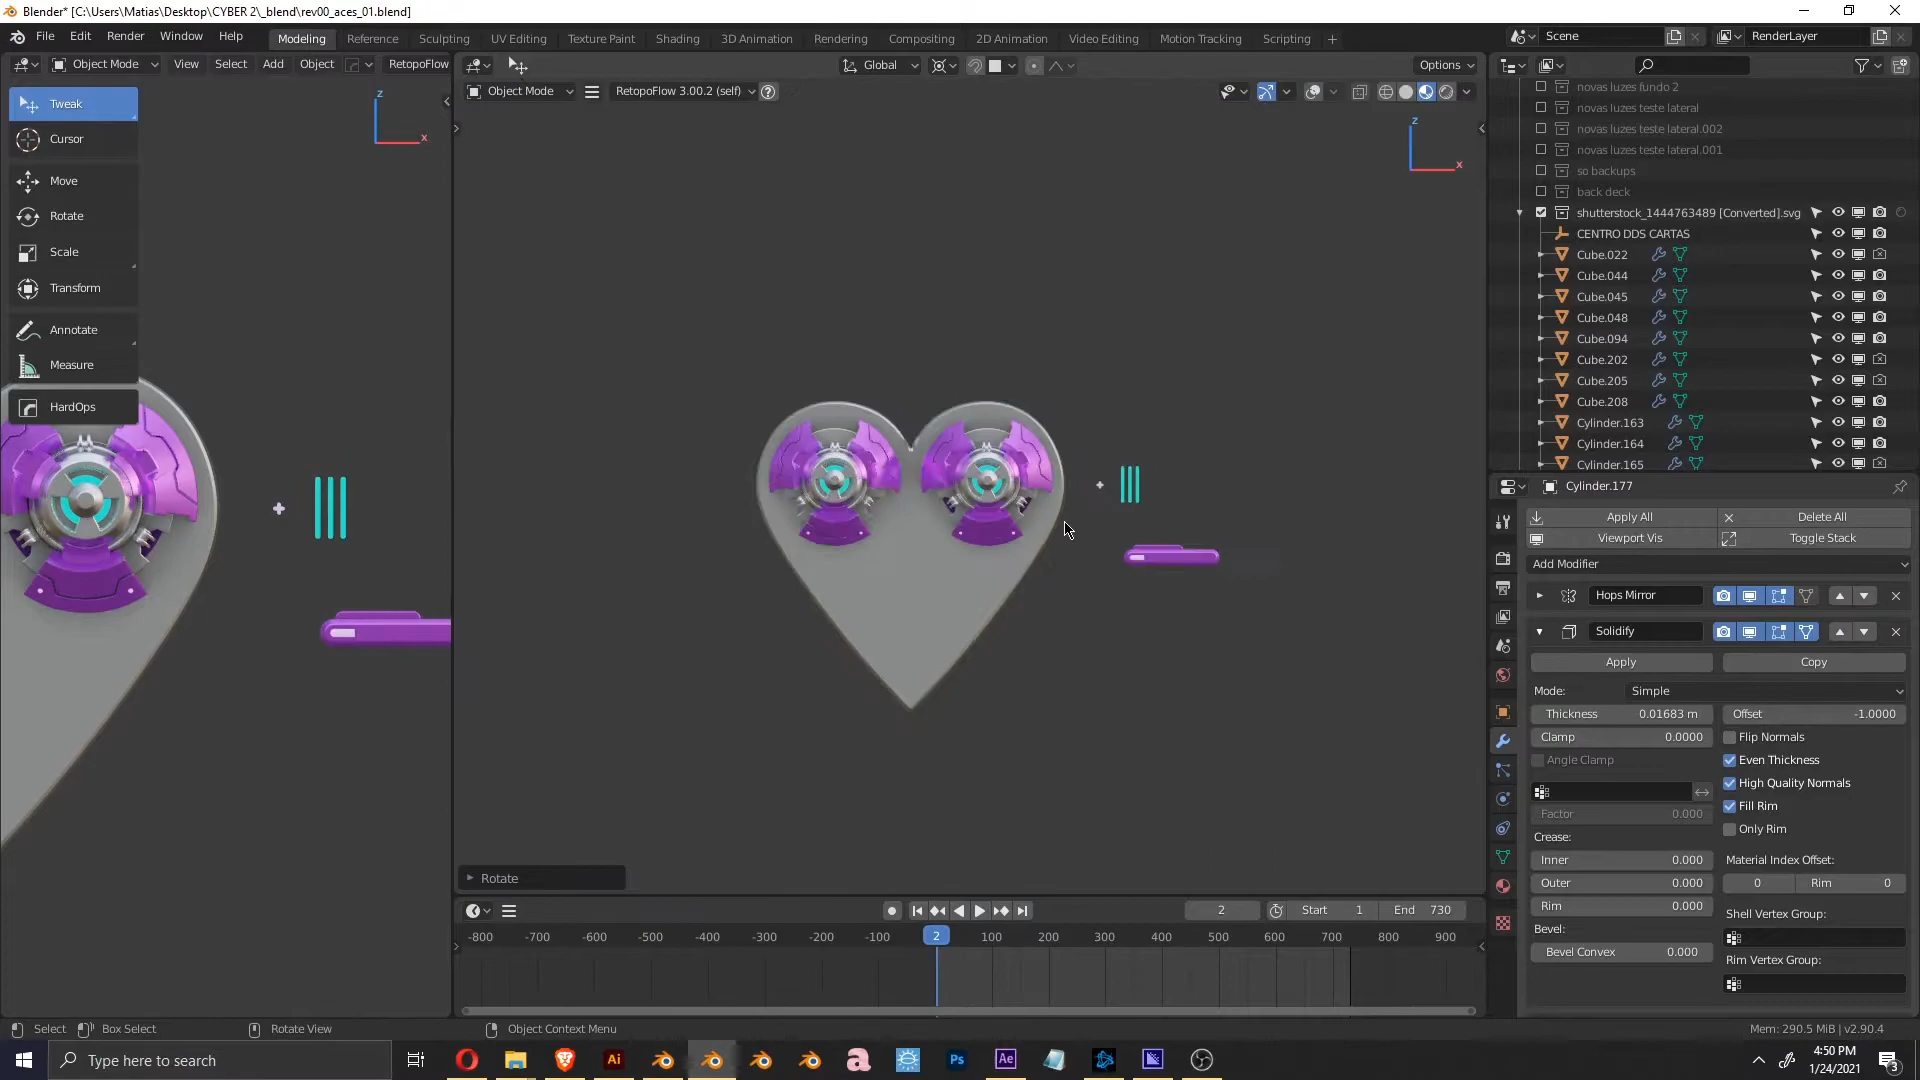 Blender* [C:\Users\Matias\Desktop\CYBER 2\_blend\rev00_aces_01.blend]
File Edit Render Window Help Modeling Reference Sculpting UV Editing Texture Paint Shading 3D Animation Rendering Compositing 2D Animation Video Editing Motion Tracking Scripting + Scene RenderLayer
Object Mode View Select Add Object RetopoFlow Global Options
Object Mode RetopoFlow 3.00.2 (self)
Tweak
Cursor
Move
Rotate
Scale
Transform
Annotate
Measure
HardOps
z
x
z
x
Rotate
2 Start 1 End 730
-800 -700 -600 -500 -400 -300 -200 -100 2 100 200 300 400 500 600 700 800 900
novas luzes fundo 2
novas luzes teste lateral
novas luzes teste lateral.002
novas luzes teste lateral.001
so backups
back deck
shutterstock_1444763489 [Converted].svg
CENTRO DDS CARTAS
Cube.022
Cube.044
Cube.045
Cube.048
Cube.094
Cube.202
Cube.205
Cube.208
Cylinder.163
Cylinder.164
Cylinder.165
Cylinder.177
Apply All Delete All
Viewport Vis Toggle Stack
Add Modifier
Hops Mirror
Solidify
Apply Copy
Mode: Simple
Thickness 0.01683 m Offset -1.0000
Clamp 0.0000 Flip Normals
Angle Clamp Even Thickness
High Quality Normals
Factor 0.000 Fill Rim
Crease: Only Rim
Inner 0.000 Material Index Offset:
Outer 0.000 0 Rim 0
Rim 0.000 Shell Vertex Group:
Bevel:
Bevel Convex 0.000 Rim Vertex Group:
Select Box Select Rotate View Object Context Menu Mem: 290.5 MiB | v2.90.4
Type here to search Ai a Ps Ae 4:50 PM
1/24/2021 3